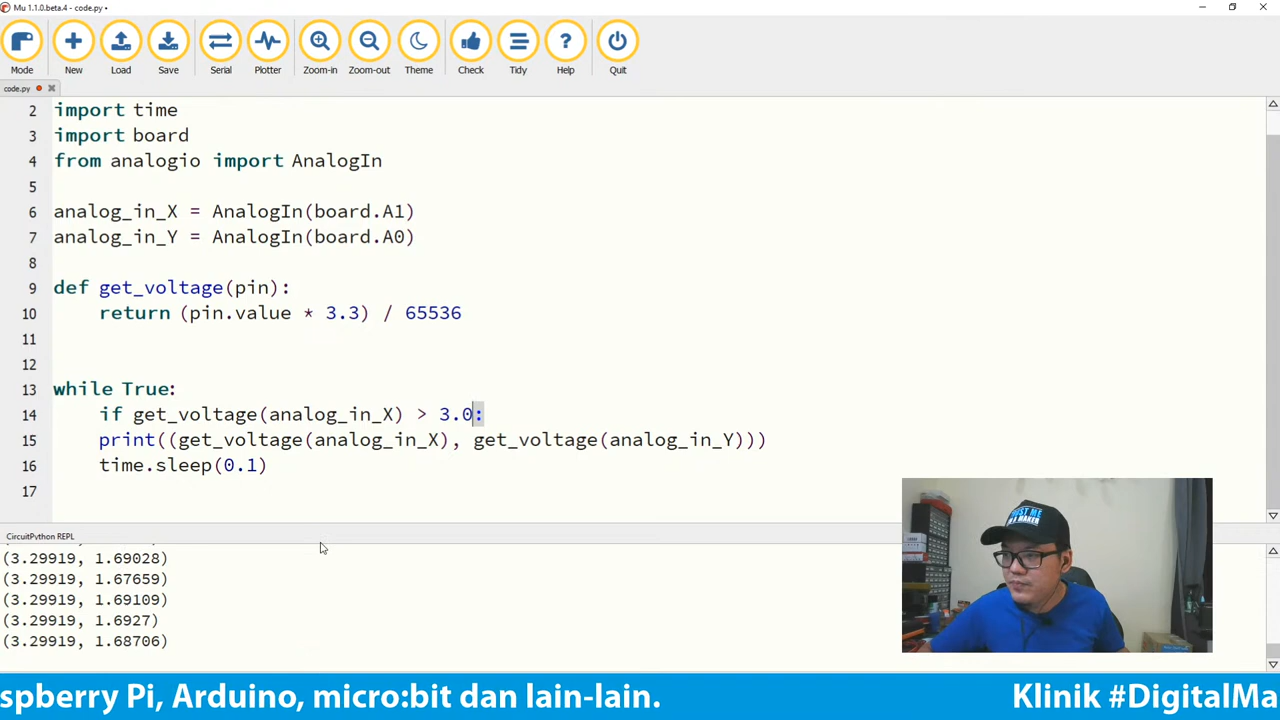 Mu 1.1.0.beta.4 - code.py •
Mode New Load Save Serial Plotter Zoom-in Zoom-out Theme Check Tidy Help Quit
code.py
2 import time
3 import board
4 from analogio import AnalogIn
5
6 analog_in_X = AnalogIn(board.A1)
7 analog_in_Y = AnalogIn(board.A0)
8
9 def get_voltage(pin):
10 return (pin.value * 3.3) / 65536
11
12
13 while True:
14 if get_voltage(analog_in_X) > 3.0:
15 print((get_voltage(analog_in_X), get_voltage(analog_in_Y)))
16 time.sleep(0.1)
17
CircuitPython REPL
(3.29919, 1.69028)
(3.29919, 1.67659)
(3.29919, 1.69109)
(3.29919, 1.6927)
(3.29919, 1.68706)
TRUST ME
I'M A MAKER
spberry Pi, Arduino, micro:bit dan lain-lain. Klinik #DigitalMa